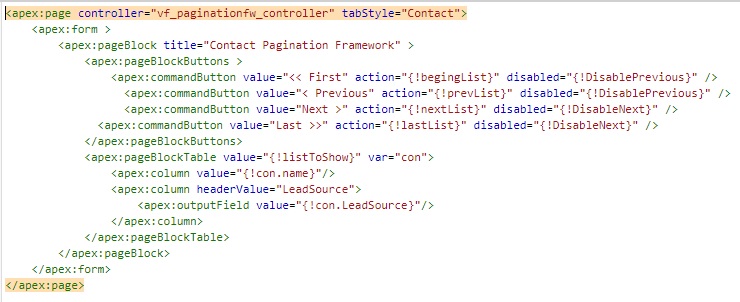 <apex:page controller="vf_paginationfw_controller" tabStyle="Contact">
<apex:form >
<apex:pageBlock title="Contact Pagination Framework" >
<apex:pageBlockButtons >
<apex:commandButton value="<< First" action="{!begingList}" disabled="{!DisablePrevious}" />
<apex:commandButton value="< Previous" action="{!prevList}" disabled="{!DisablePrevious}" />
<apex:commandButton value="Next >" action="{!nextList}" disabled="{!DisableNext}" />
<apex:commandButton value="Last >>" action="{!lastList}" disabled="{!DisableNext}" />
</apex:pageBlockButtons>
<apex:pageBlockTable value="{!listToShow}" var="con">
<apex:column value="{!con.name}"/>
<apex:column headerValue="LeadSource">
<apex:outputField value="{!con.LeadSource}"/>
</apex:column>
</apex:pageBlockTable>
</apex:pageBlock>
</apex:form>
</apex:page>